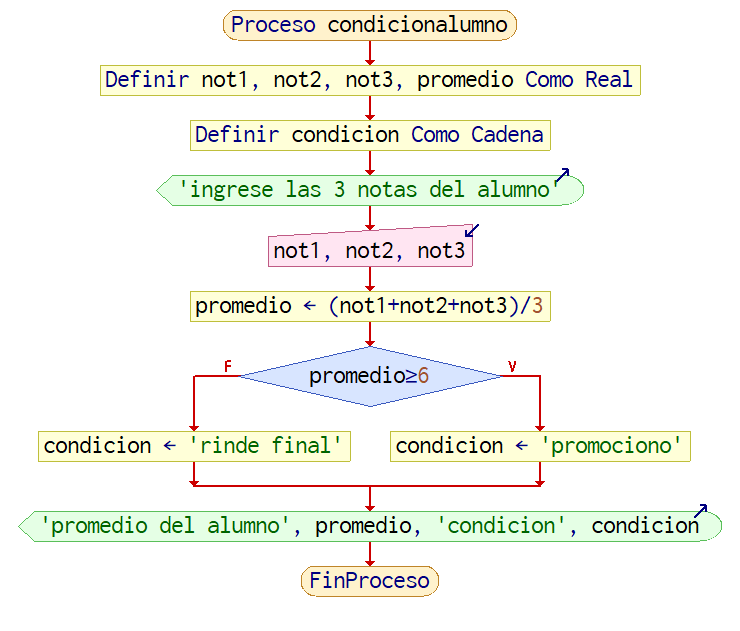 Proceso condicionalumno
Definir not1, not2, not3, promedio Como Real
Definir condicion Como Cadena
'ingrese las 3 notas del alumno'
not1, not2, not3
promedio ← (not1+not2+not3)/3
F
V
promedio≥6
condicion ← 'rinde final'
condicion ← 'promociono'
'promedio del alumno', promedio, 'condicion', condicion
FinProceso